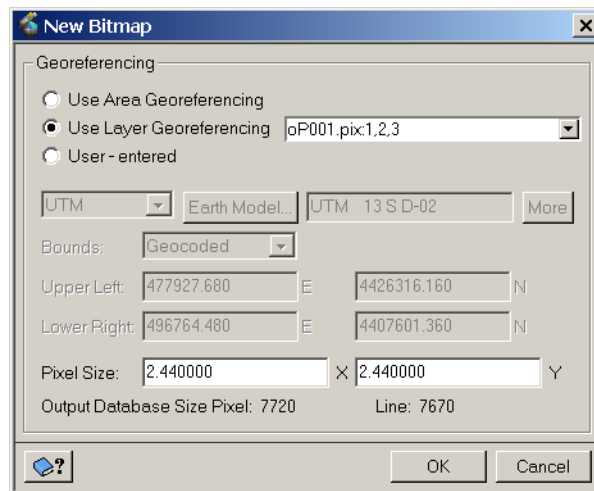 New Bitmap
Georeferencing
Use Area Georeferencing
Use Layer Georeferencing oP001.pix:1,2,3
User - entered
UTM Earth Model... UTM 13 S D-02 More
Bounds: Geocoded
Upper Left: 477927.680 E 4426316.160 N
Lower Right: 496764.480 E 4407601.360 N
Pixel Size: 2.440000 X 2.440000 Y
Output Database Size Pixel: 7720 Line: 7670
? OK Cancel